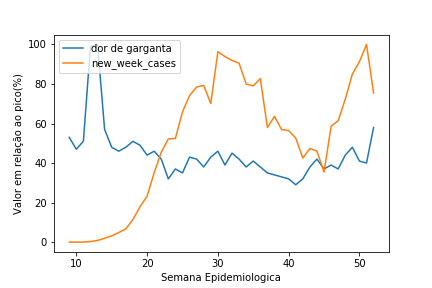 dor de garganta
new_week_cases
100
80
60
40
20
0
10 20 30 40 50
Valor em relação ao pico(%)
Semana Epidemiologica